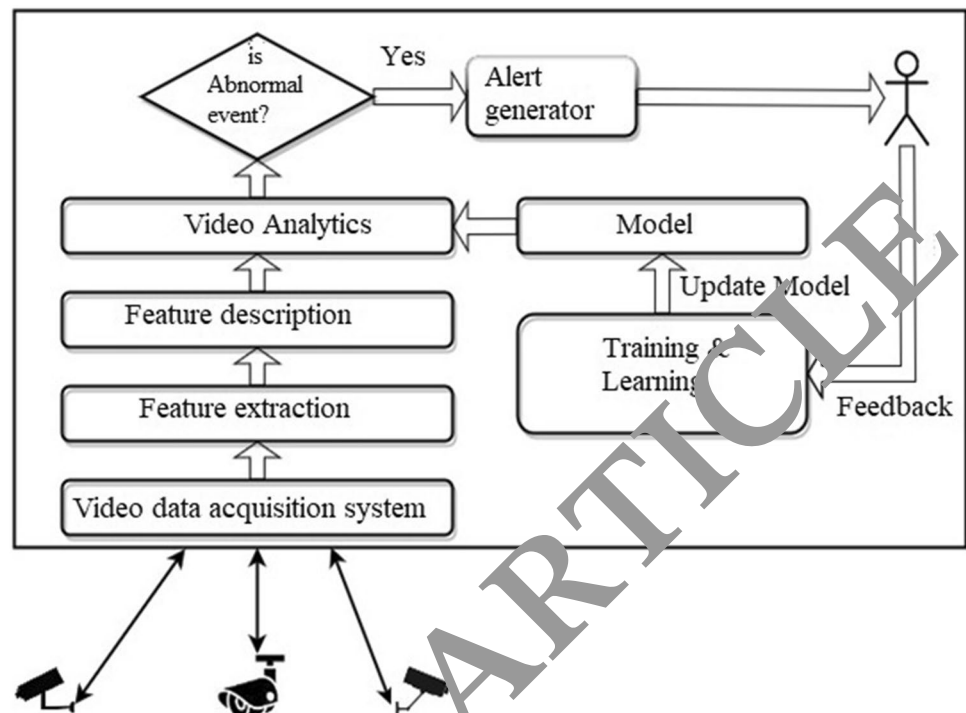 is
Abnormal
event?
Yes
Alert
generator
Video Analytics
Model
Feature description
Update Model
Training &
Learning
Feature extraction
Feedback
Video data acquisition system
ARTICLE